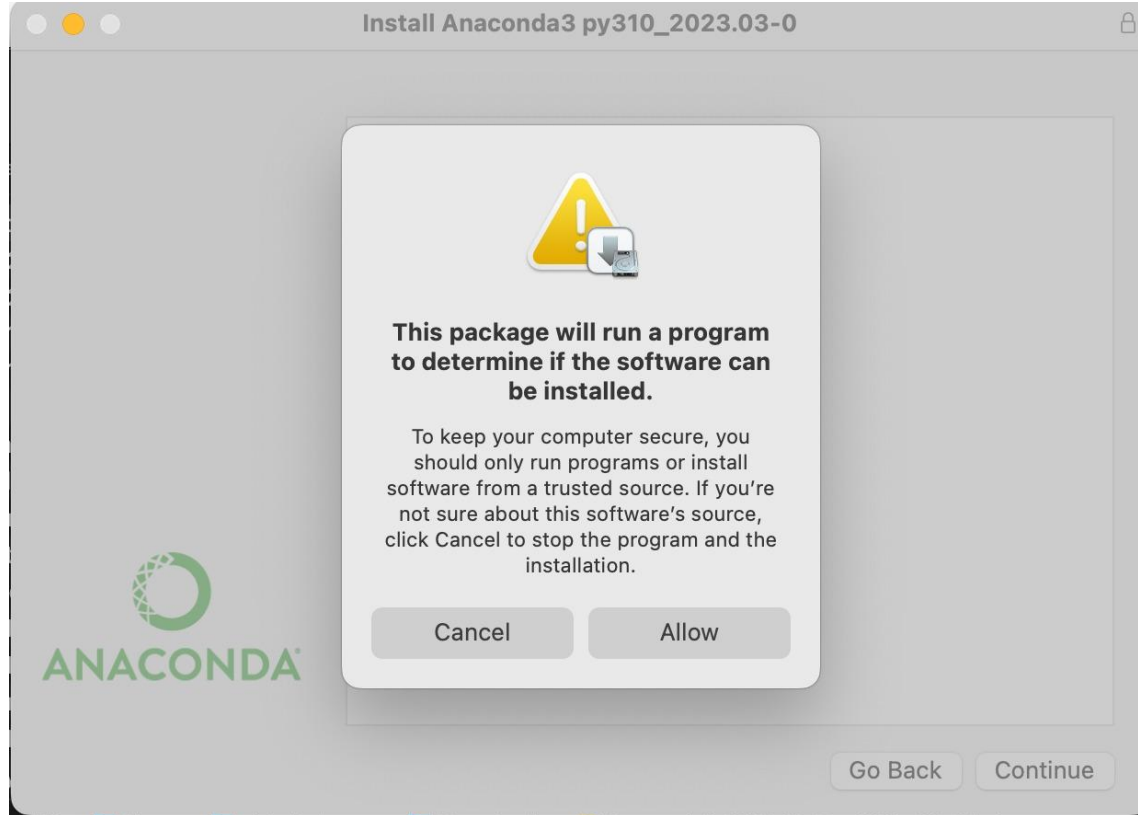 Install Anaconda3 py310_2023.03-0
This package will run a program
to determine if the software can
be installed.
To keep your computer secure, you
should only run programs or install
software from a trusted source. If you’re
not sure about this software’s source,
click Cancel to stop the program and the
installation.
Cancel Allow
ANACONDA
Go Back Continue